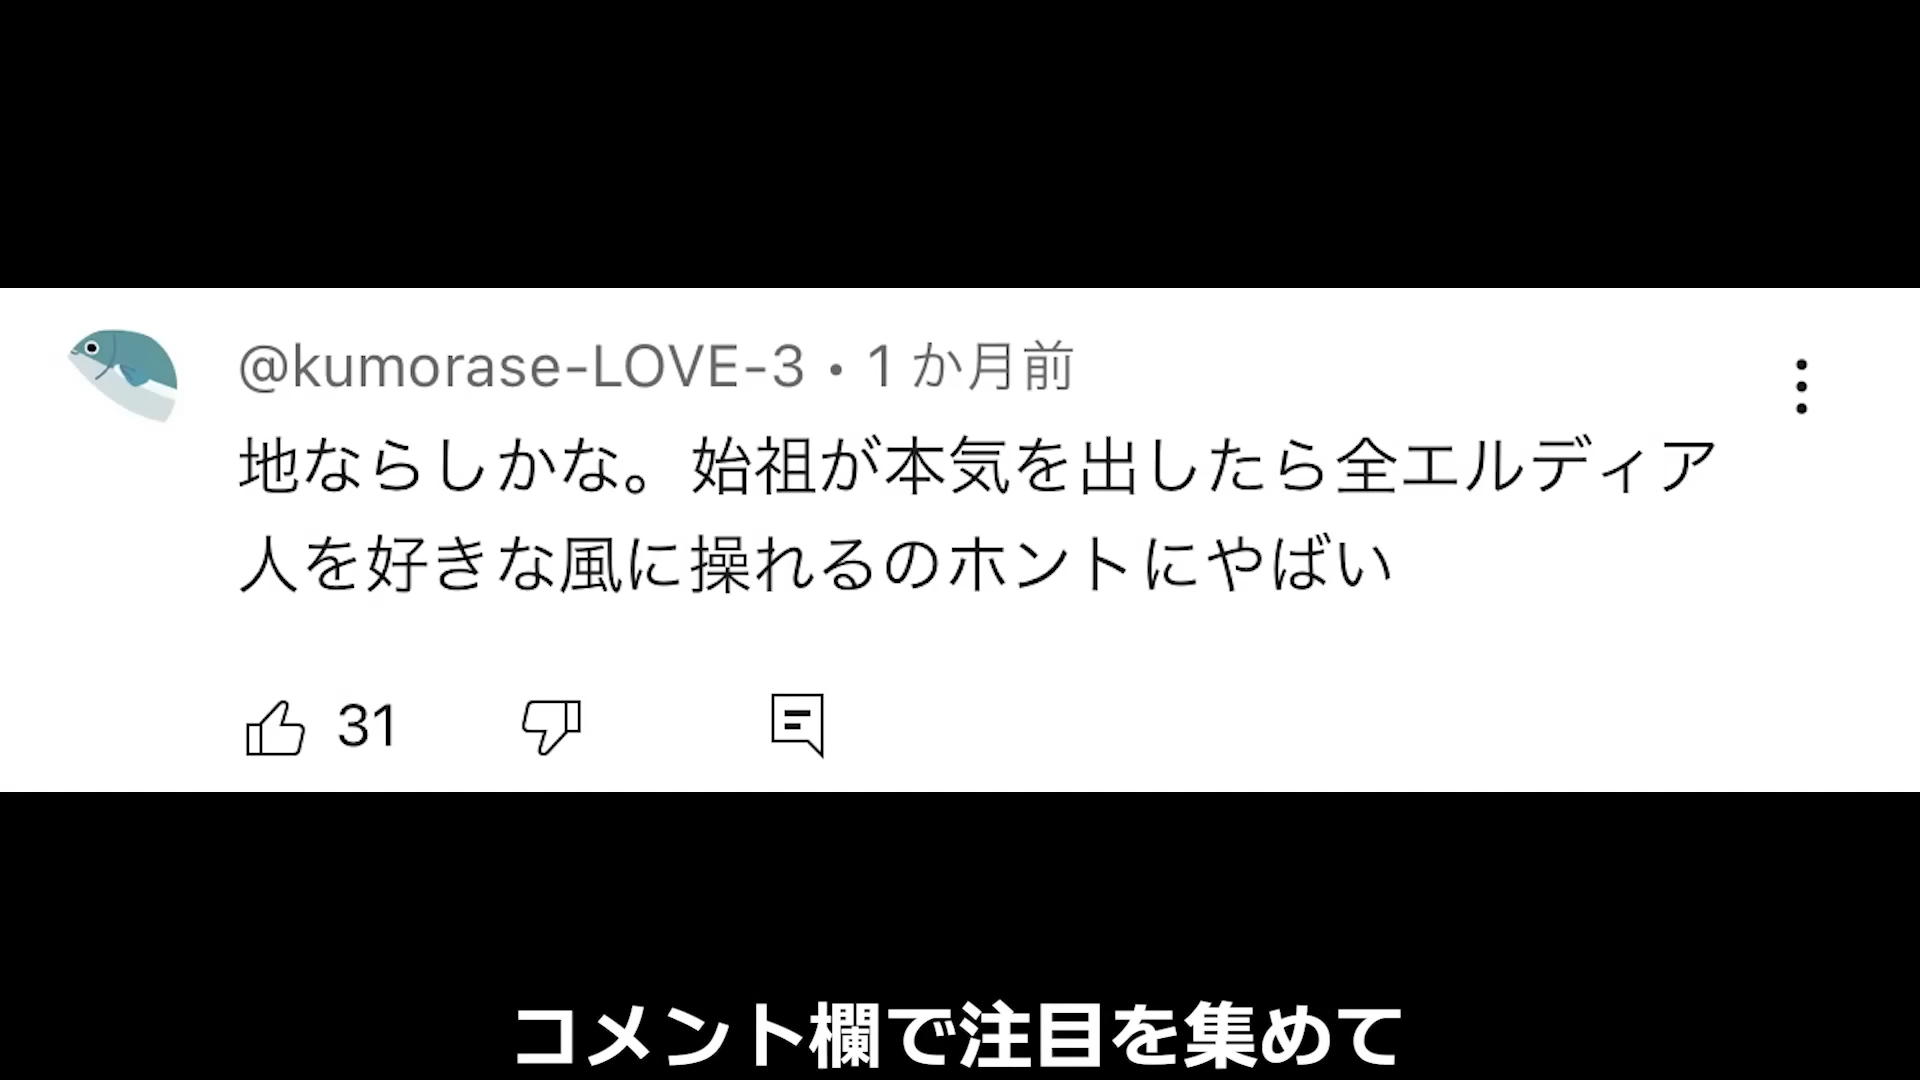 @kumorase-LOVE-3・1 か月前
地ならしかな。始祖が本気を出したら全エルディア
人を好きな風に操れるのホントにやばい
31
コメント欄で注目を集めて